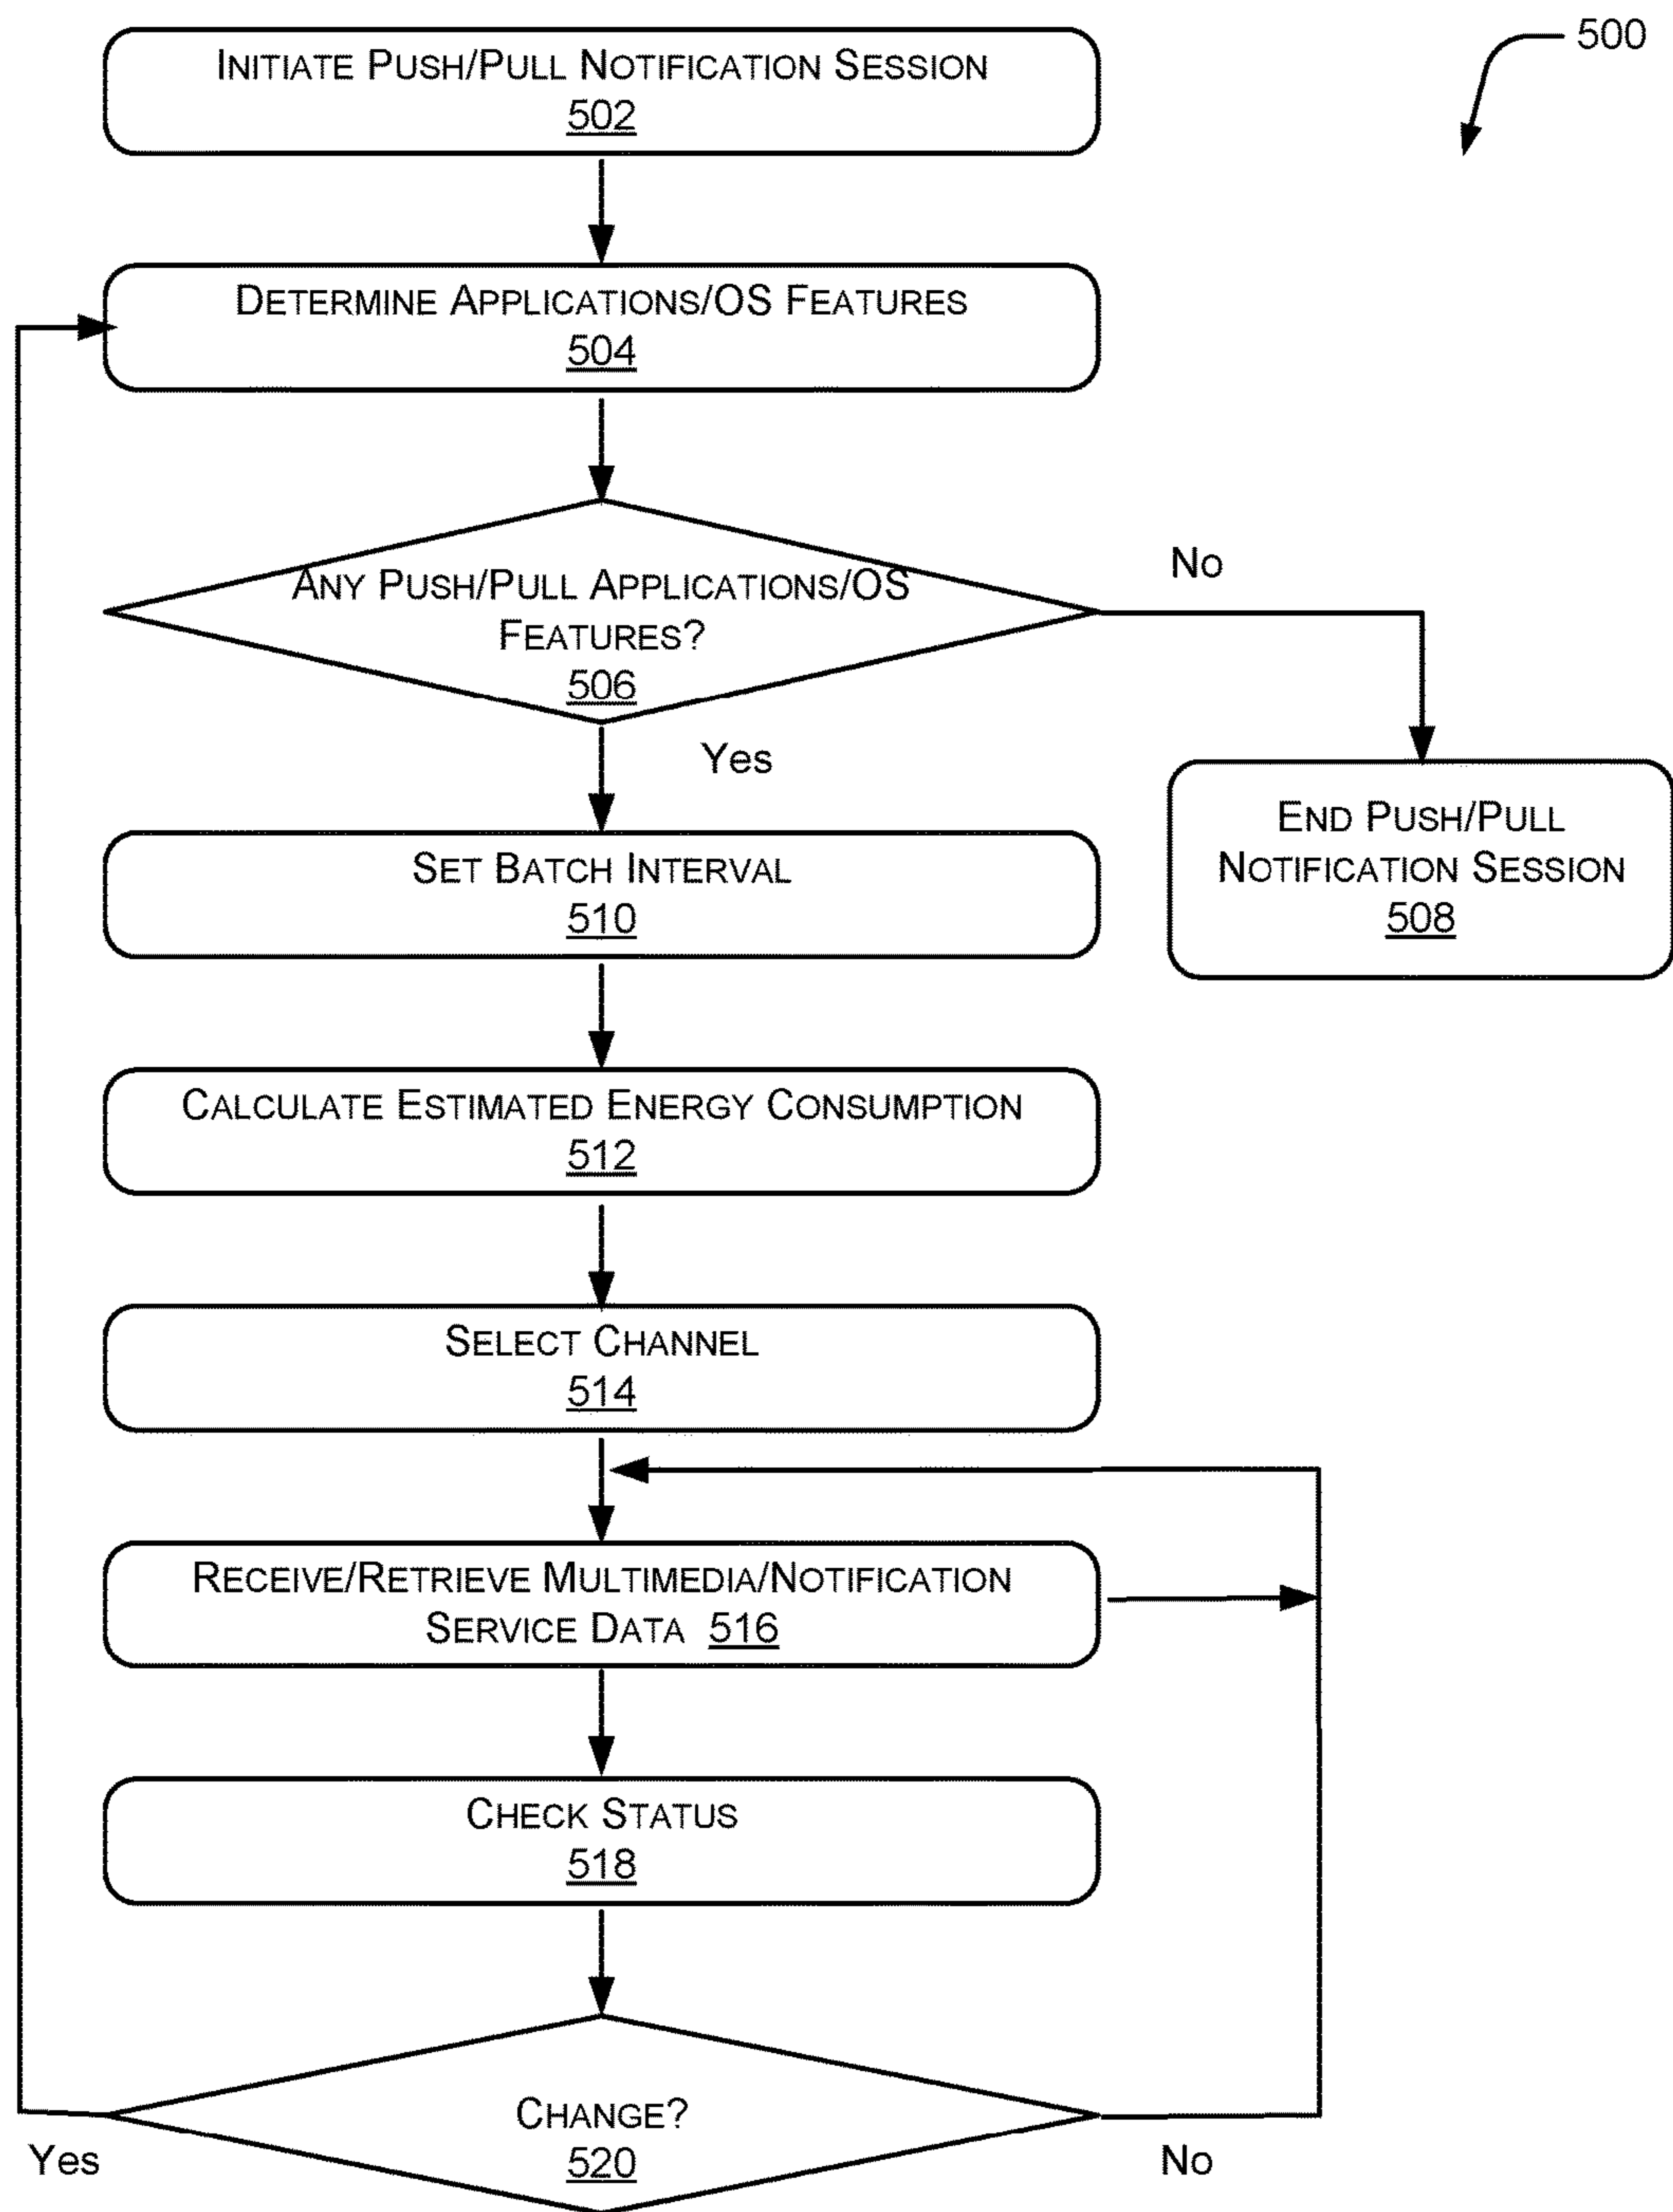 500
INITIATE PUSH/PULL NOTIFICATION SESSION
502
DETERMINE APPLICATIONS/OS FEATURES
504
ANY PUSH/PULL APPLICATIONS/OS
FEATURES?
506
No
Yes
END PUSH/PULL
NOTIFICATION SESSION
508
SET BATCH INTERVAL
510
CALCULATE ESTIMATED ENERGY CONSUMPTION
512
SELECT CHANNEL
514
RECEIVE/RETRIEVE MULTIMEDIA/NOTIFICATION
SERVICE DATA 516
CHECK STATUS
518
CHANGE?
520
Yes
No